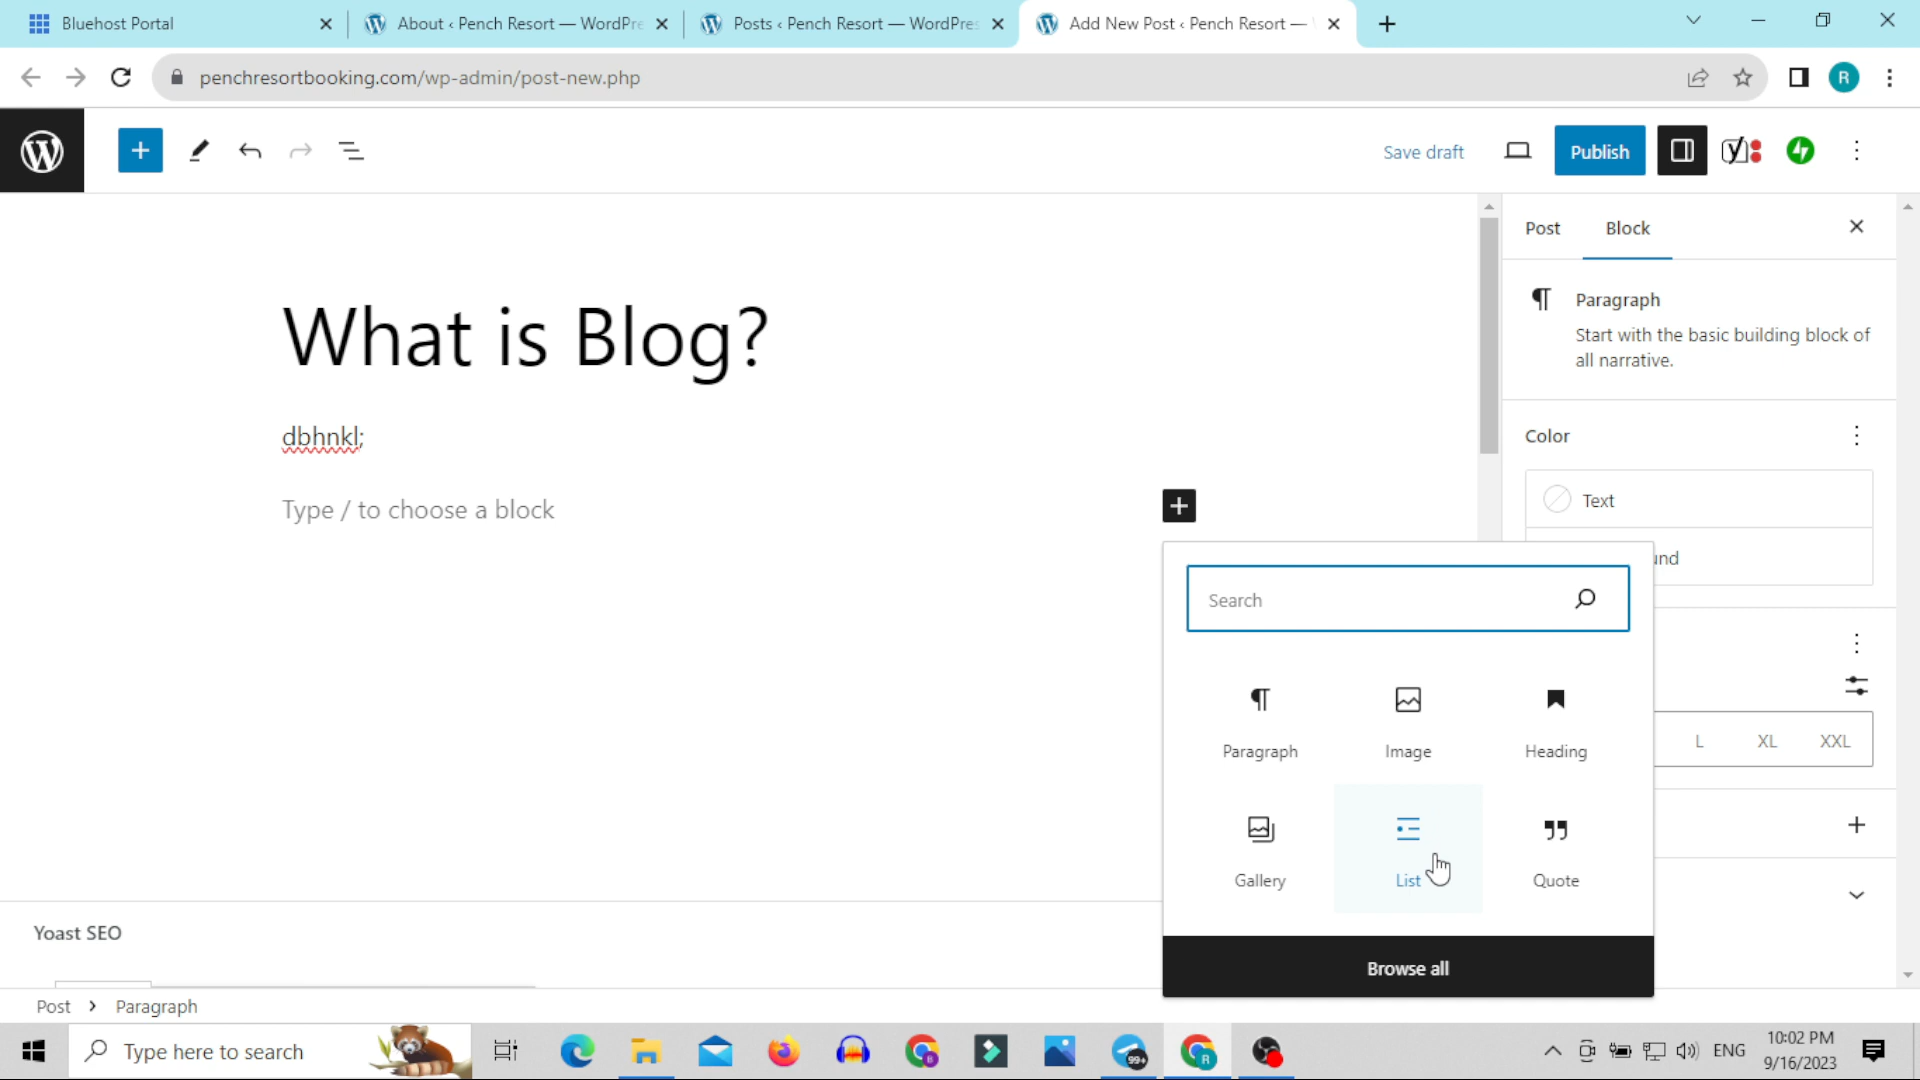 Bluehost Portal
About ‹ Pench Resort — WordPre
Posts ‹ Pench Resort — WordPres
Add New Post ‹ Pench Resort —
penchresortbooking.com/wp-admin/post-new.php
R
Save draft
Publish
Post
Block
Paragraph
Start with the basic building block of
all narrative.
What is Blog?
dbhnkl;
Type / to choose a block
Color
Text
und
Search
Paragraph
Image
Heading
L
XL
XXL
Gallery
List
Quote
Browse all
Yoast SEO
Post
Paragraph
Type here to search
99+
ENG
10:02 PM
9/16/2023